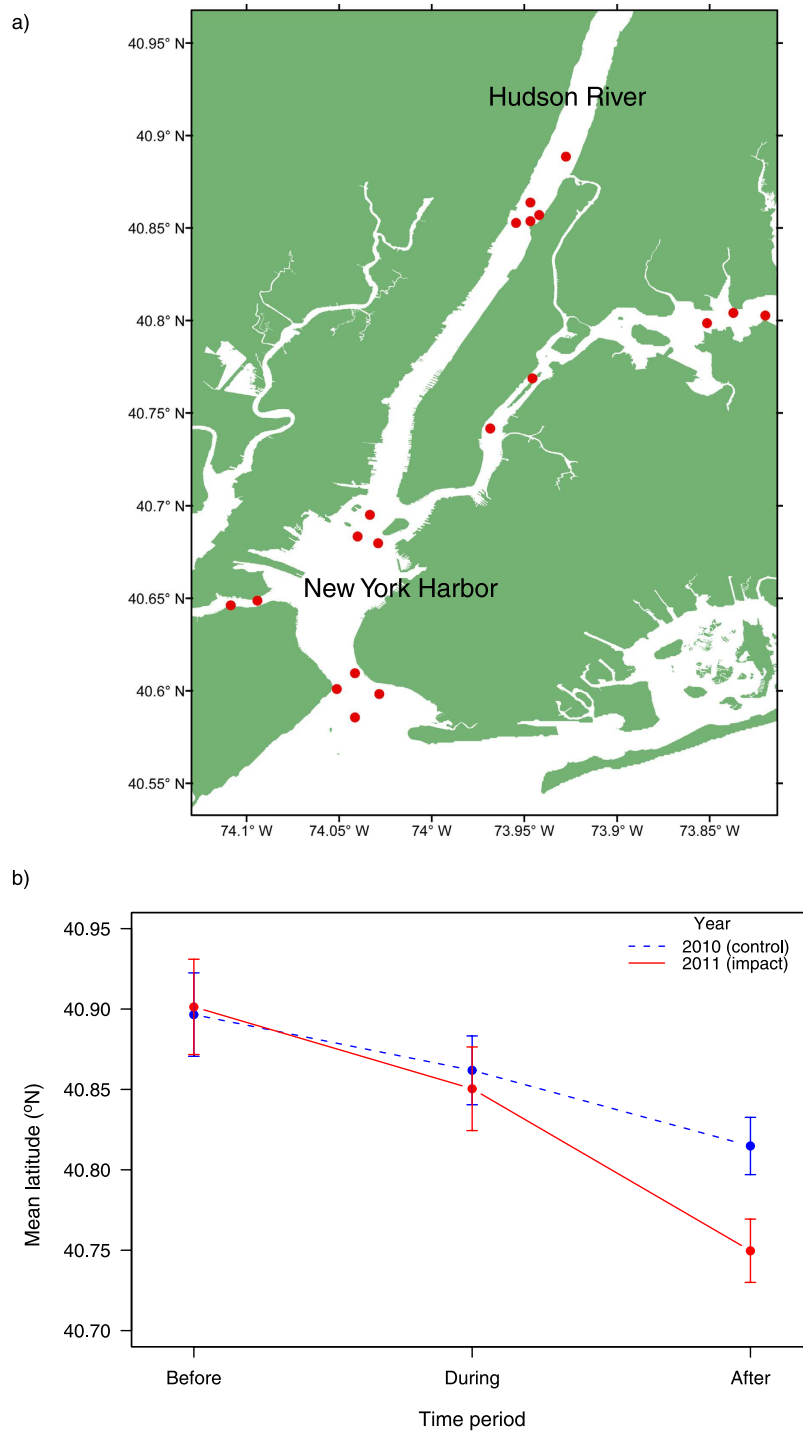 a)
40.95° N
Hudson River
40.9° N
40.85° N
40.8° N
40.75° N
40.7° N
New York Harbor
40.65° N
40.6° N
40.55° N
74.1° W 74.05° W 74° W 73.95° W 73.9° W 73.85° W
b)
Year
2010 (control)
2011 (impact)
40.95
40.90
40.85
40.80
40.75
40.70
Mean latitude (ºN)
Before During After
Time period